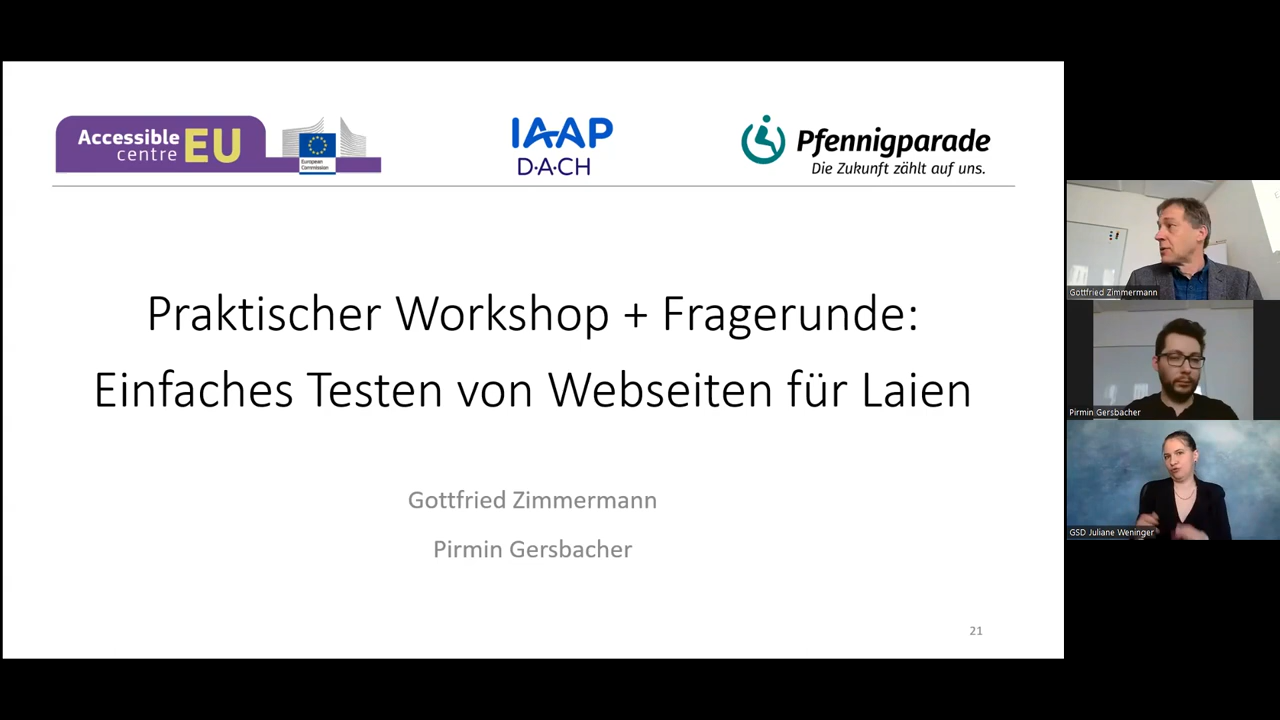 Accessible
centre EU
European
Commission
IAAP
D·A·CH
Pfennigparade
Die Zukunft zählt auf uns.
Praktischer Workshop + Fragerunde:
Einfaches Testen von Webseiten für Laien
Gottfried Zimmermann
Pirmin Gersbacher
21
Gottfried Zimmermann
Pirmin Gersbacher
GSD Juliane Weninger